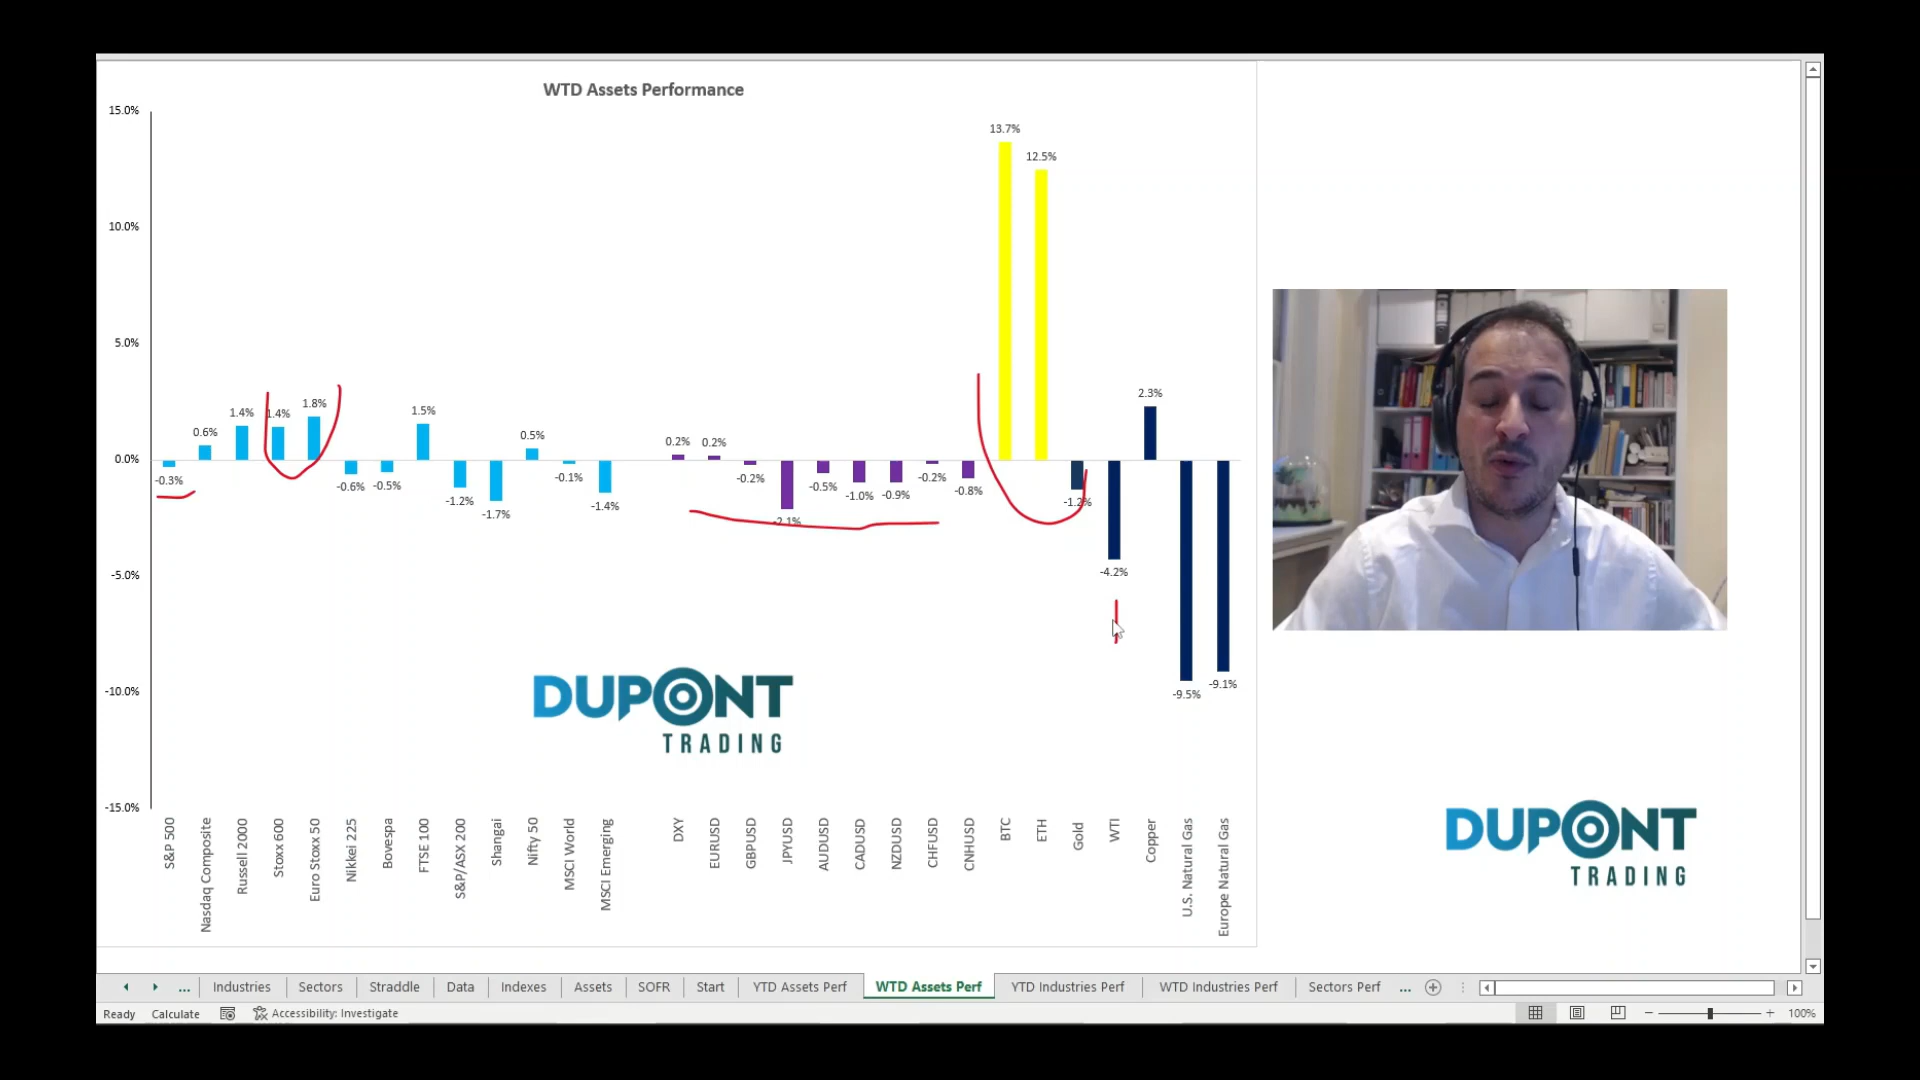 WTD Assets Performance
15.0%
10.0%
5.0%
0.0%
-5.0%
-10.0%
-15.0%
-0.3%
0.6%
1.4%
1.4%
1.8%
-0.6%
-0.5%
1.5%
-1.2%
-1.7%
0.5%
-0.1%
-1.4%
0.2%
0.2%
-0.2%
-2.1%
-0.5%
-1.0%
-0.9%
-0.2%
-0.8%
13.7%
12.5%
-1.2%
-4.2%
2.3%
-9.5%
-9.1%
DUPONT
TRADING
S&P 500
Nasdaq Composite
Russell 2000
Stoxx 600
Euro Stoxx 50
Nikkei 225
Bovespa
FTSE 100
S&P/ASX 200
Shangai
Nifty 50
MSCI World
MSCI Emerging
DXY
EURUSD
GBPUSD
JPYUSD
AUDUSD
CADUSD
NZDUSD
CHFUSD
CNHUSD
BTC
ETH
Gold
WTI
Copper
U.S. Natural Gas
Europe Natural Gas
DUPONT
TRADING
... Industries Sectors Straddle Data Indexes Assets SOFR Start YTD Assets Perf WTD Assets Perf YTD Industries Perf WTD Industries Perf Sectors Perf ...
Ready Calculate Accessibility: Investigate 100%